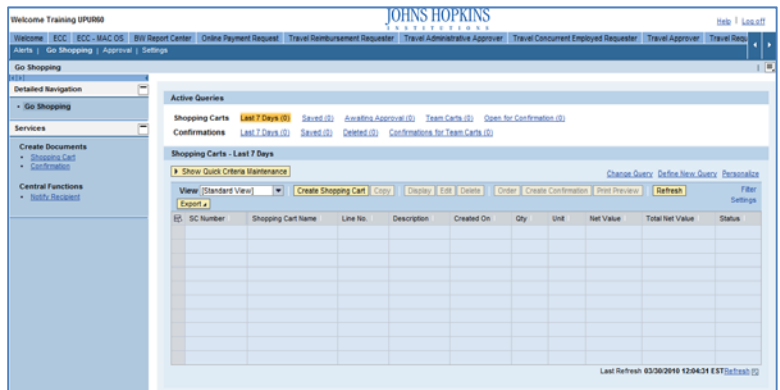 Welcome Training UPUR60
JOHNS HOPKINS
INSTITUTIONS
Help | Log off
Welcome ECC ECC - MAC OS BW Report Center Online Payment Request Travel Reimbursement Requester Travel Administrative Approver Travel Concurrent Employed Requester Travel Approver Travel Requ
Alerts | Go Shopping | Approval | Settings
Go Shopping
Detailed Navigation
Go Shopping
Services
Create Documents
Shopping Cart
Confirmation
Central Functions
Notify Recipient
Active Queries
Shopping Carts Last 7 Days (0) Saved (0) Awaiting Approval (0) Team Carts (0) Open for Confirmation (0)
Confirmations Last 7 Days (0) Saved (0) Deleted (0) Confirmations for Team Carts (0)
Shopping Carts - Last 7 Days
Show Quick Criteria Maintenance
Change Query Define New Query Personalize
View [Standard View] Create Shopping Cart Copy Display Edit Delete Order Create Confirmation Print Preview Refresh Filter
Export Settings
SC Number Shopping Cart Name Line No. Description Created On Qty Unit Net Value Total Net Value Status
Last Refresh 03/30/2010 12:04:31 EST Refresh